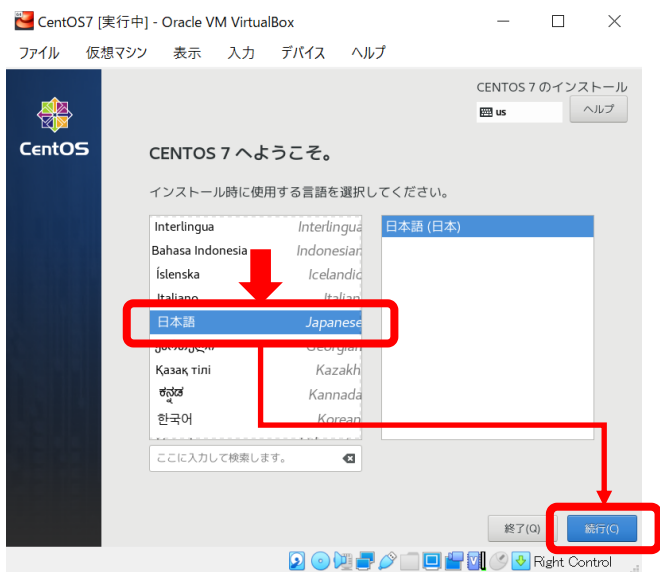 CentOS7 [実行中] - Oracle VM VirtualBox
ファイル 仮想マシン 表示 入力 デバイス ヘルプ
CENTOS 7 のインストール
us ヘルプ
CentOS
CENTOS 7 へようこそ。
インストール時に使用する言語を選択してください。
Interlingua Interlingua 日本語 (日本)
Bahasa Indonesia Indonesian
Íslenska Icelandic
Italiano Italian
日本語 Japanese
Georgian
Қазақ тілі Kazakh
ಕನ್ನಡ Kannada
한국어 Korean
ここに入力して検索します。
終了(Q) 続行(C)
Right Control